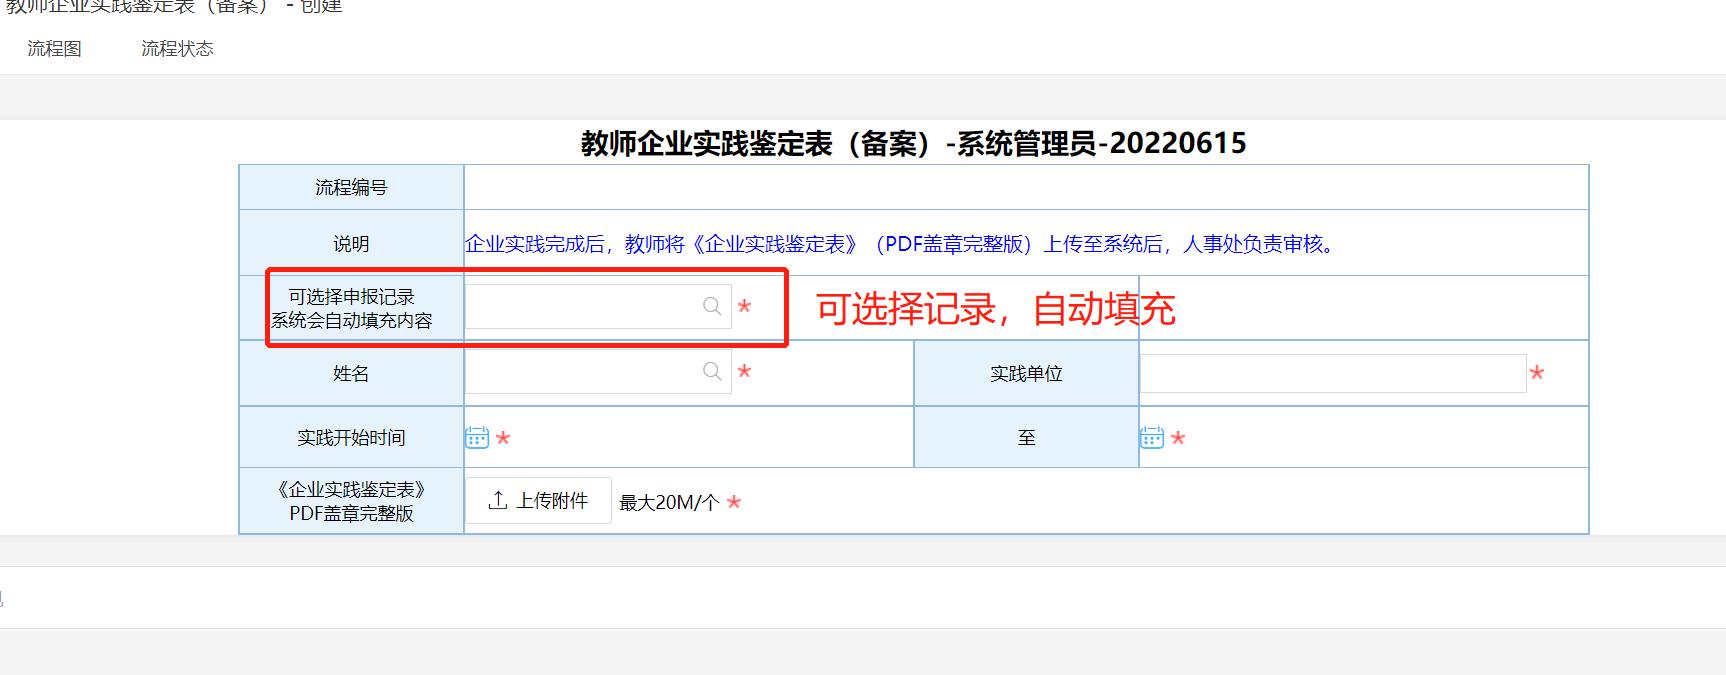 教师企业实践鉴定表（备案） - 创建
流程图 流程状态
教师企业实践鉴定表（备案）-系统管理员-20220615
流程编号
说明 企业实践完成后，教师将《企业实践鉴定表》（PDF盖章完整版）上传至系统后，人事处负责审核。
可选择申报记录
系统会自动填充内容
可选择记录，自动填充
姓名 实践单位
实践开始时间 至
《企业实践鉴定表》
PDF盖章完整版
上传附件 最大20M/个